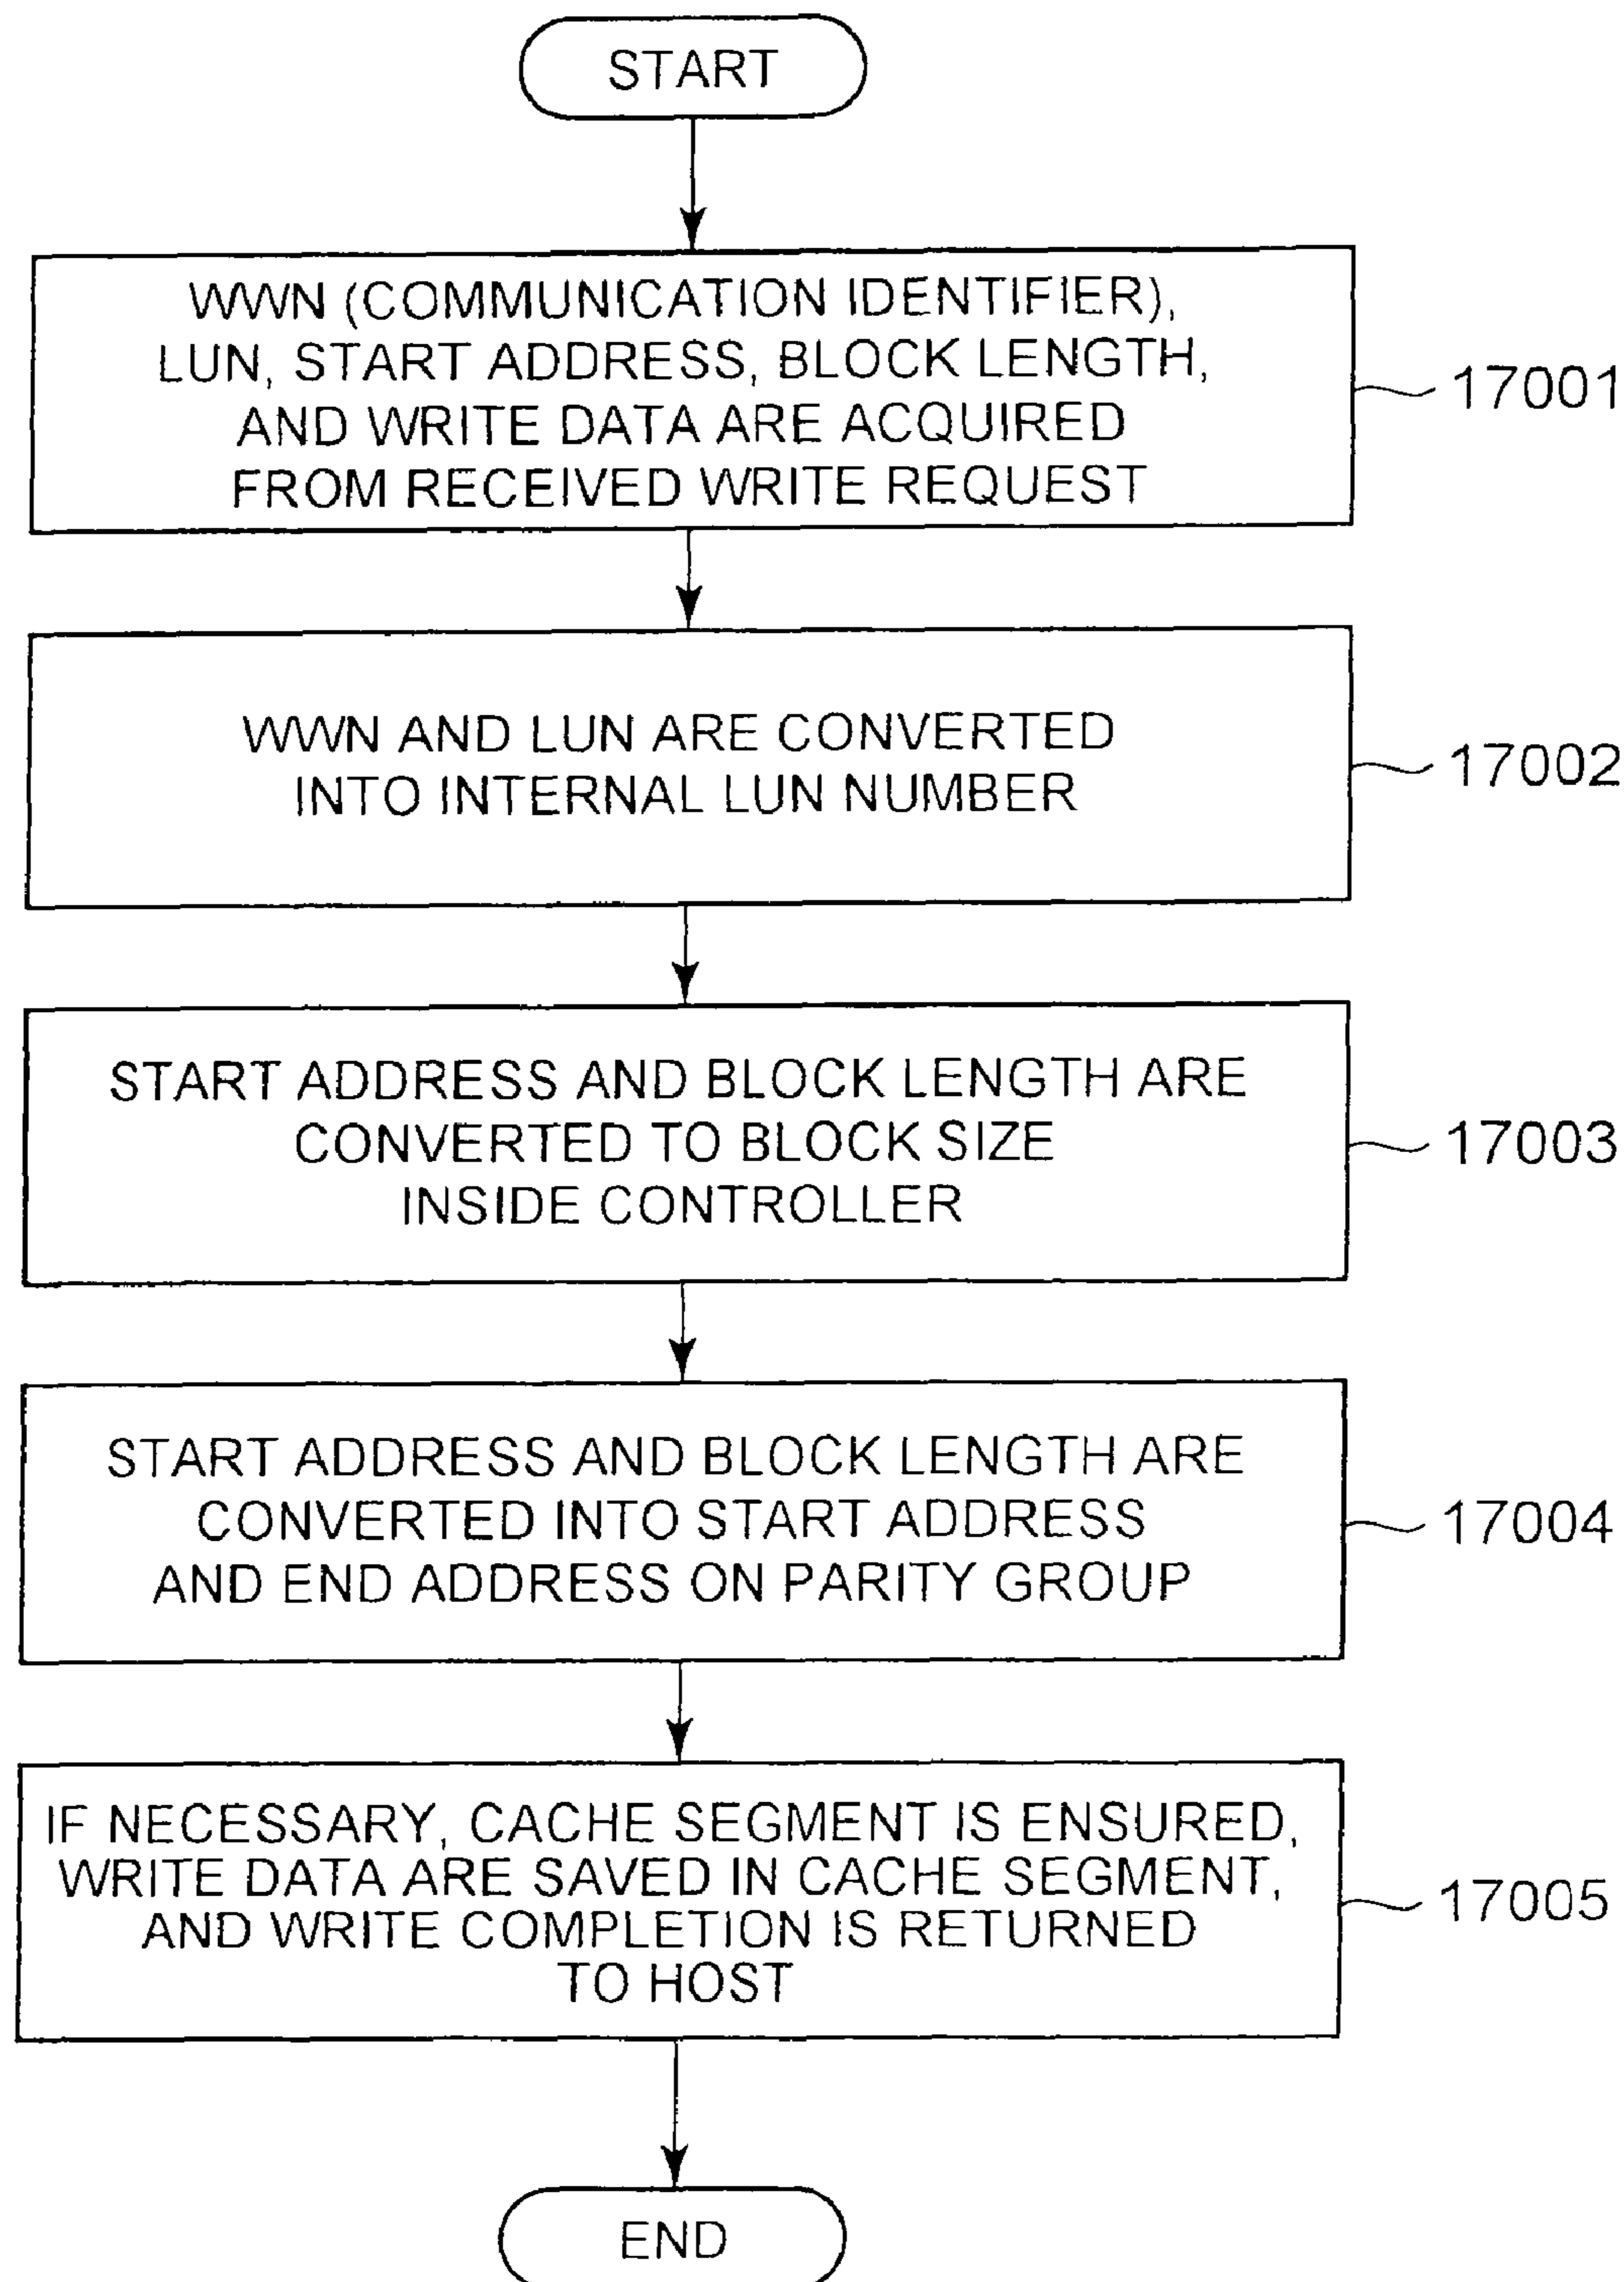 START
WWN (COMMUNICATION IDENTIFIER),
LUN, START ADDRESS, BLOCK LENGTH,
AND WRITE DATA ARE ACQUIRED
FROM RECEIVED WRITE REQUEST
17001
WWN AND LUN ARE CONVERTED
INTO INTERNAL LUN NUMBER
17002
START ADDRESS AND BLOCK LENGTH ARE
CONVERTED TO BLOCK SIZE
INSIDE CONTROLLER
17003
START ADDRESS AND BLOCK LENGTH ARE
CONVERTED INTO START ADDRESS
AND END ADDRESS ON PARITY GROUP
17004
IF NECESSARY, CACHE SEGMENT IS ENSURED,
WRITE DATA ARE SAVED IN CACHE SEGMENT,
AND WRITE COMPLETION IS RETURNED
TO HOST
17005
END